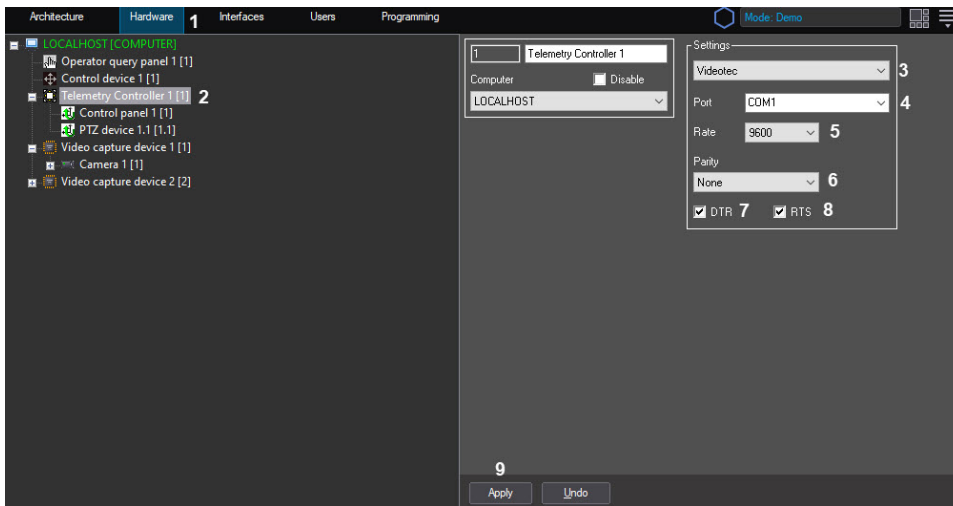 Architecture Hardware 1 Interfaces Users Programming Mode: Demo
LOCALHOST [COMPUTER]
Operator query panel 1 [1]
Control device 1 [1]
Telemetry Controller 1 [1] 2
Control panel 1 [1]
PTZ device 1.1 [1.1]
Video capture device 1 [1]
Camera 1 [1]
Video capture device 2 [2]
1 Telemetry Controller 1
Computer Disable
LOCALHOST
Settings
Videotec 3
Port COM1 4
Rate 9600 5
Parity
None 6
DTR 7 RTS 8
9
Apply Undo